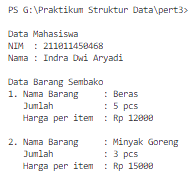 PS G:\Praktikum Struktur Data\pert3>
Data Mahasiswa
NIM  : 211011450468
Nama : Indra Dwi Aryadi
Data Barang Sembako
1. Nama Barang    : Beras
Jumlah         : 5 pcs
Harga per item : Rp 12000
2. Nama Barang    : Minyak Goreng
Jumlah         : 3 pcs
Harga per item : Rp 15000